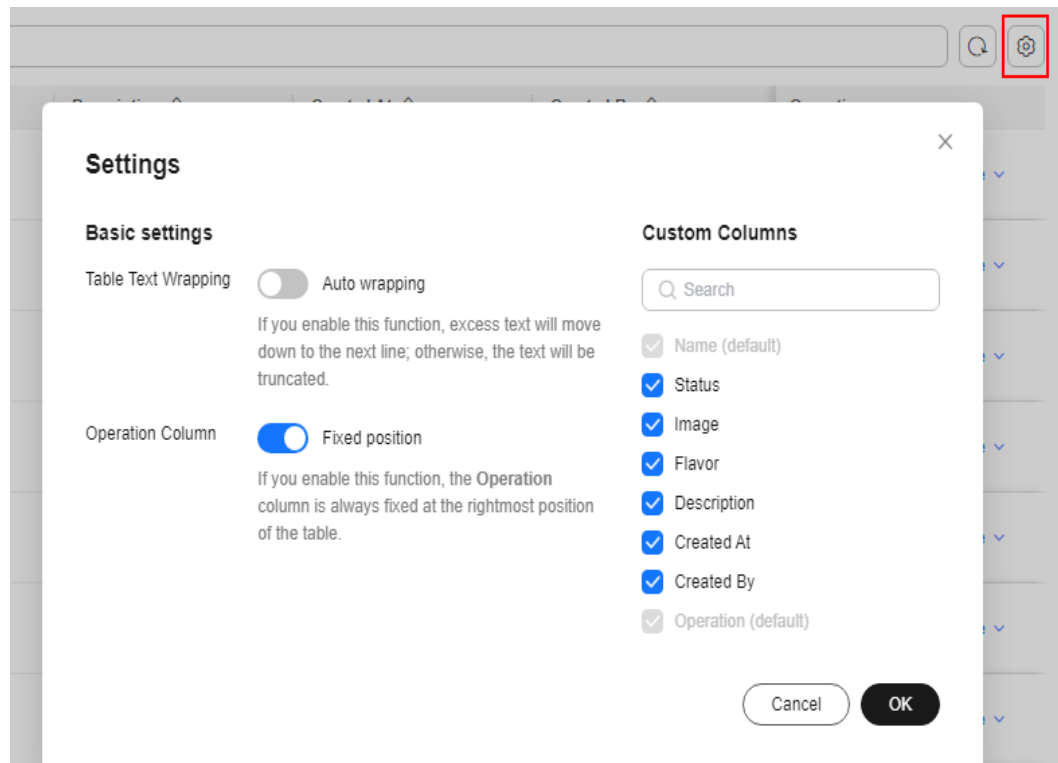 Settings
Basic settings
Table Text Wrapping
Auto wrapping
If you enable this function, excess text will move
down to the next line; otherwise, the text will be
truncated.
Operation Column
Fixed position
If you enable this function, the Operation
column is always fixed at the rightmost position
of the table.
Custom Columns
Search
Name (default)
Status
Image
Flavor
Description
Created At
Created By
Operation (default)
Cancel
OK